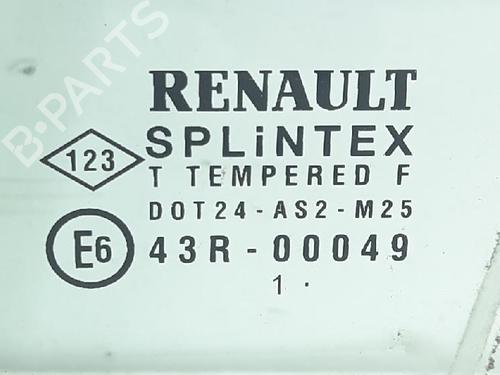 RENAULT
SPLiNTEX
123
T TEMPERED F
DOT24-AS2-M25
E6
43R-00049
1 .
B-PARTS